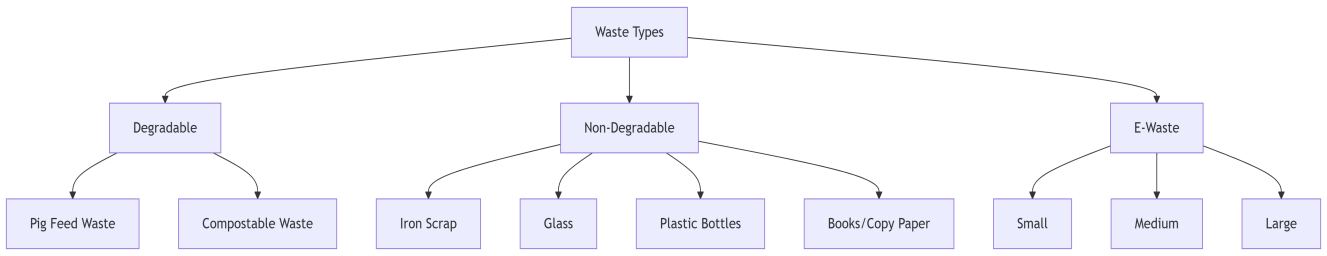 Waste Types
Degradable
Non-Degradable
E-Waste
Pig Feed Waste
Compostable Waste
Iron Scrap
Glass
Plastic Bottles
Books/Copy Paper
Small
Medium
Large